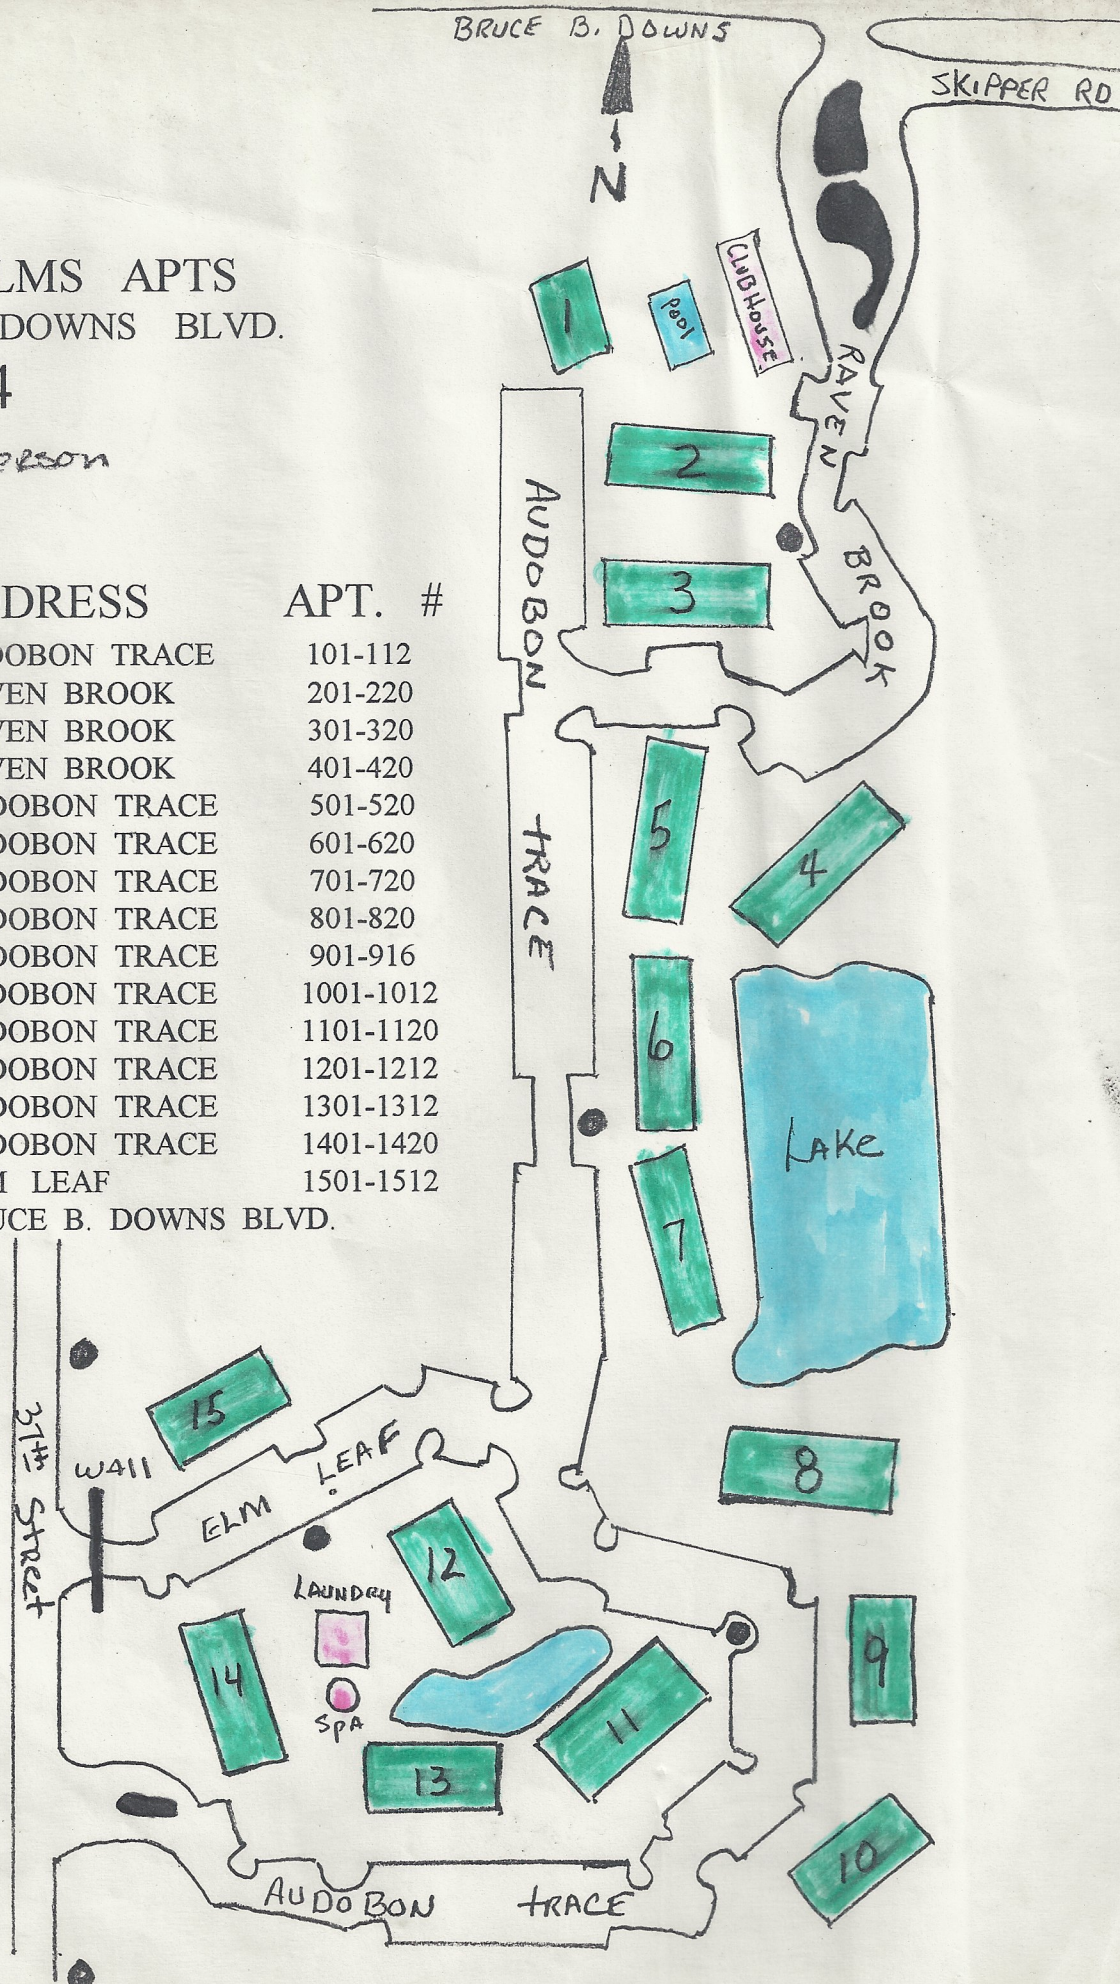 BRUCE B. DOWNS
SKIPPER RD
N
LMS APTS
DOWNS BLVD.
4
erson
CLUBHOUSE
POOl
1
RAVEN BROOK
2
3
AUDOBON TRACE
DRESS APT. #
DOBON TRACE 101-112
VEN BROOK 201-220
VEN BROOK 301-320
VEN BROOK 401-420
DOBON TRACE 501-520
DOBON TRACE 601-620
DOBON TRACE 701-720
DOBON TRACE 801-820
DOBON TRACE 901-916
DOBON TRACE 1001-1012
DOBON TRACE 1101-1120
DOBON TRACE 1201-1212
DOBON TRACE 1301-1312
DOBON TRACE 1401-1420
M LEAF 1501-1512
UCE B. DOWNS BLVD.
5
4
6
LAKE
7
15
37th Street
WAll
ELM LEAF
8
12
LAUNDRY
14
SpA
9
11
13
10
AUDOBON TRACE